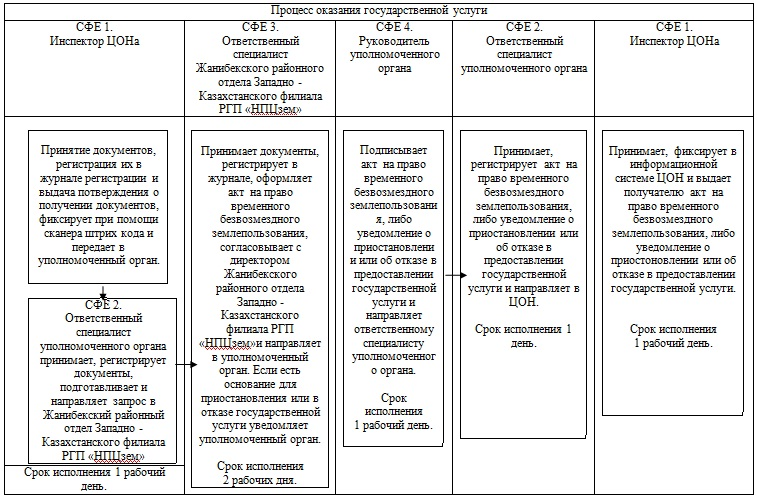 Процесс оказания государственной услуги
СФЕ 1.
Инспектор ЦОНа
СФЕ 3.
Ответственный
специалист
Жанибекского районного
отдела Западно -
Казахстанского филиала
РГП «НПЦзем»
СФЕ 4.
Руководитель
уполномоченного
органа
СФЕ 2.
Ответственный
специалист
уполномоченного органа
СФЕ 1.
Инспектор ЦОНа
Принятие документов,
регистрация их в
журнале регистрации и
выдача потверждения о
получении документов,
фиксирует при помощи
сканера штрих кода и
передает в
уполномоченный орган.
СФЕ 2.
Ответственный
специалист
уполномоченного органа
принимает, регистрирует
документы,
подготавливает и
направляет запрос в
Жанибекский районный
отдел Западно -
Казахстанского филиала
РГП «НПЦзем»
Срок исполнения 1 рабочий
день.
Принимает документы,
регистрирует в
журнале, оформляет
акт на право
временного
безвозмездного
землепользования,
согласовывает с
директором
Жанибекского
районного отдела
Западно -
Казахстанского
филиала РГП
«НПЦзем»и направляет
в уполномоченный
орган. Если есть
основание для
приостановления или в
отказе государственной
услуги уведомляет
уполномоченный орган.
Срок исполнения
2 рабочих дня.
Подписывает
акт на право
временного
безвозмездного
землепользовани
я, либо
уведомление о
приостановлени
и или об отказе в
предоставлении
государственной
услуги и
направляет
ответственному
специалисту
уполномоченног
о органа.
Срок
исполнения
1 рабочий день.
Принимает,
регистрирует акт на
право временного
безвозмездного
землепользования,
либо уведомление о
приостановлении или
об отказе в
предоставлении
государственной
услуги и направляет в
ЦОН.
Срок исполнения 1
день.
Принимает, фиксирует в
информационной
системе ЦОН и выдает
получателю акт на
право временного
безвозмездного
землепользования, либо
уведомление о
приостоновлении или об
отказе в предоставлении
государственной услуги.
Срок исполнения
1 рабочий день.